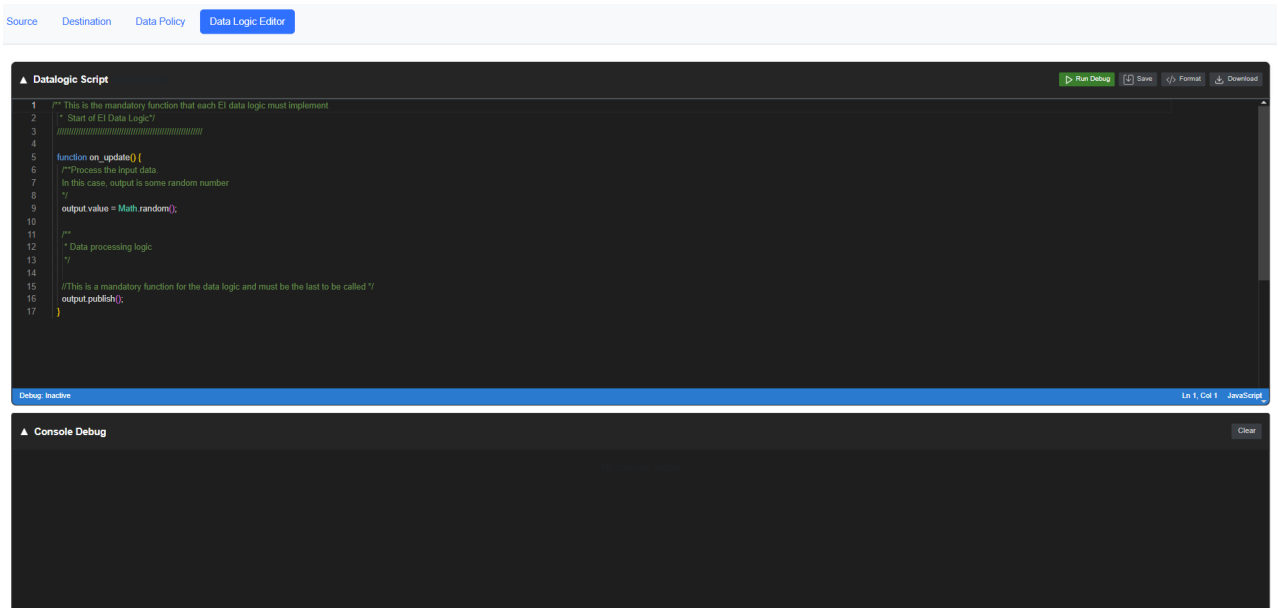 Source Destination Data Policy Data Logic Editor
▲ Datalogic Script Run Debug Save </> Format Download
1 /** This is the mandatory function that each EI data logic must implement
2 * Start of EI Data Logic*/
3 /////////////////////////////////////////////////////////////
4
5 function on_update() {
6 /**Process the input data.
7 In this case, output is some random number
8 */
9 output.value = Math.random();
10
11 /**
12 * Data processing logic
13 */
14
15 //This is a mandatory function for the data logic and must be the last to be called */
16 output.publish();
17 }
Debug: Inactive Ln 1, Col 1 JavaScript
▲ Console Debug Clear